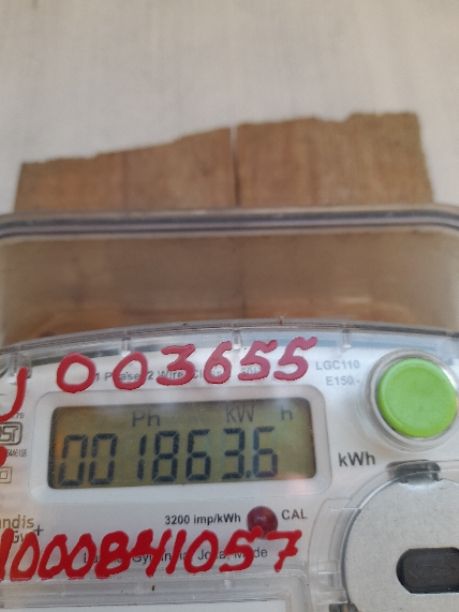 003655
1 Phase 2 Wire
LGC110
E150.-
Ph KW h
001863.6
kWh
3200 imp/kWh
CAL
1000841057